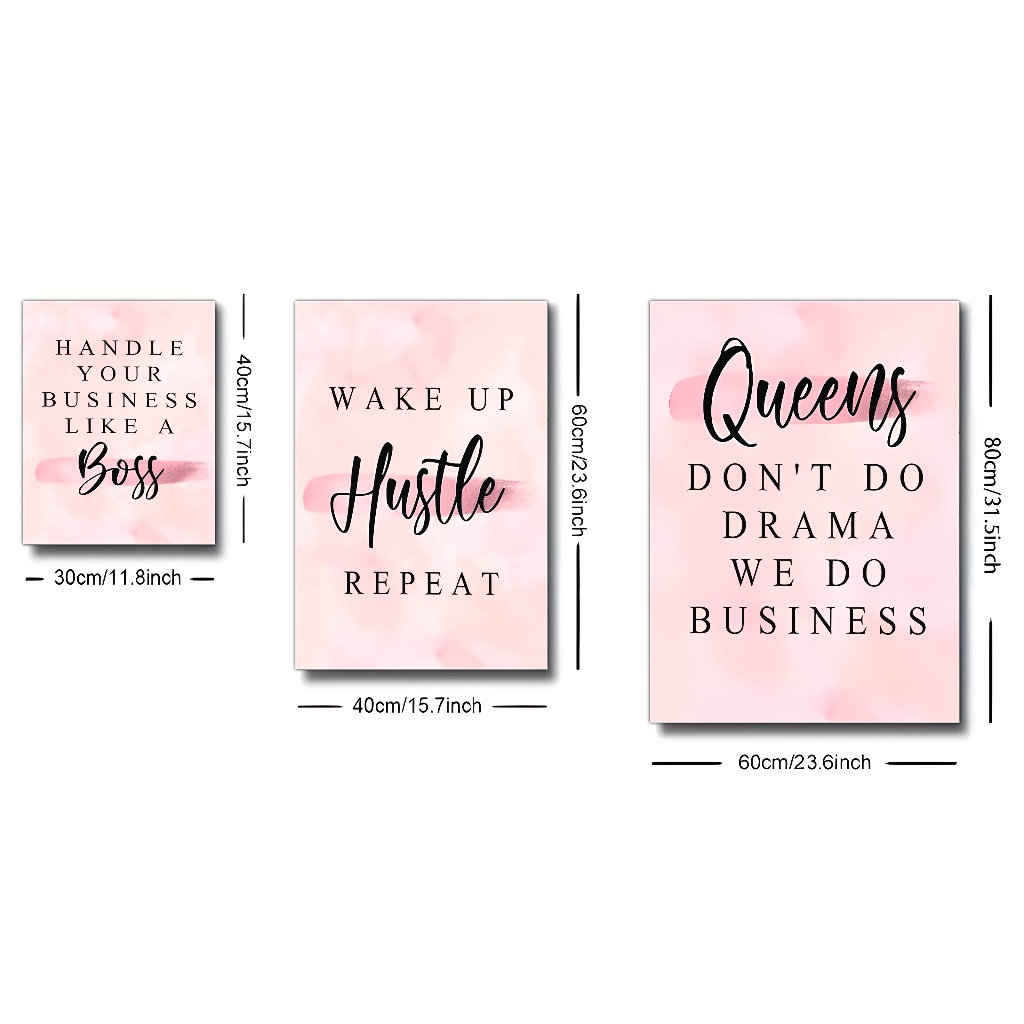 HANDLE
YOUR
BUSINESS
LIKE A
Boss
40cm/15.7inch
30cm/11.8inch
WAKE UP
Hustle
REPEAT
60cm/23.6inch
40cm/15.7inch
Queens
DON'T DO
DRAMA
WE DO
BUSINESS
80cm/31.5inch
60cm/23.6inch